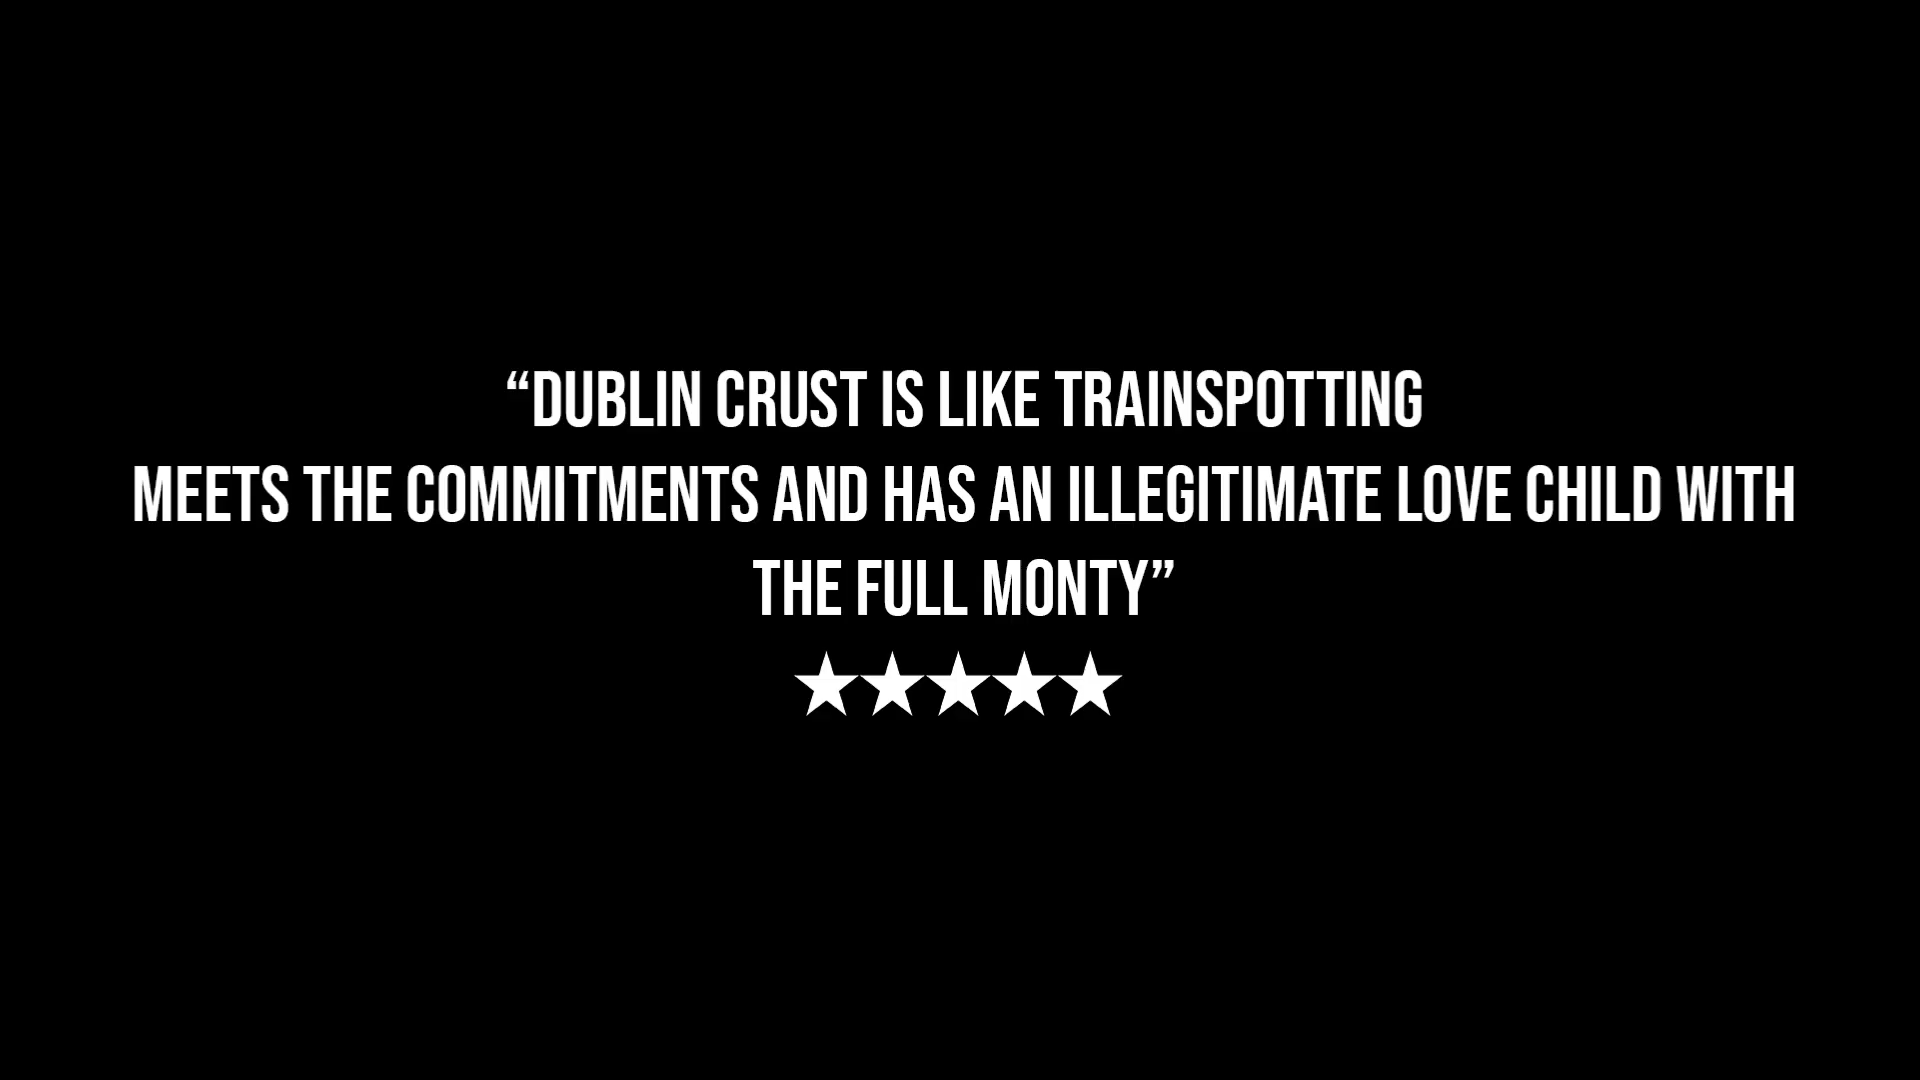 “DUBLIN CRUST IS LIKE TRAINSPOTTING
MEETS THE COMMITMENTS AND HAS AN ILLEGITIMATE LOVE CHILD WITH
THE FULL MONTY”
★★★★★